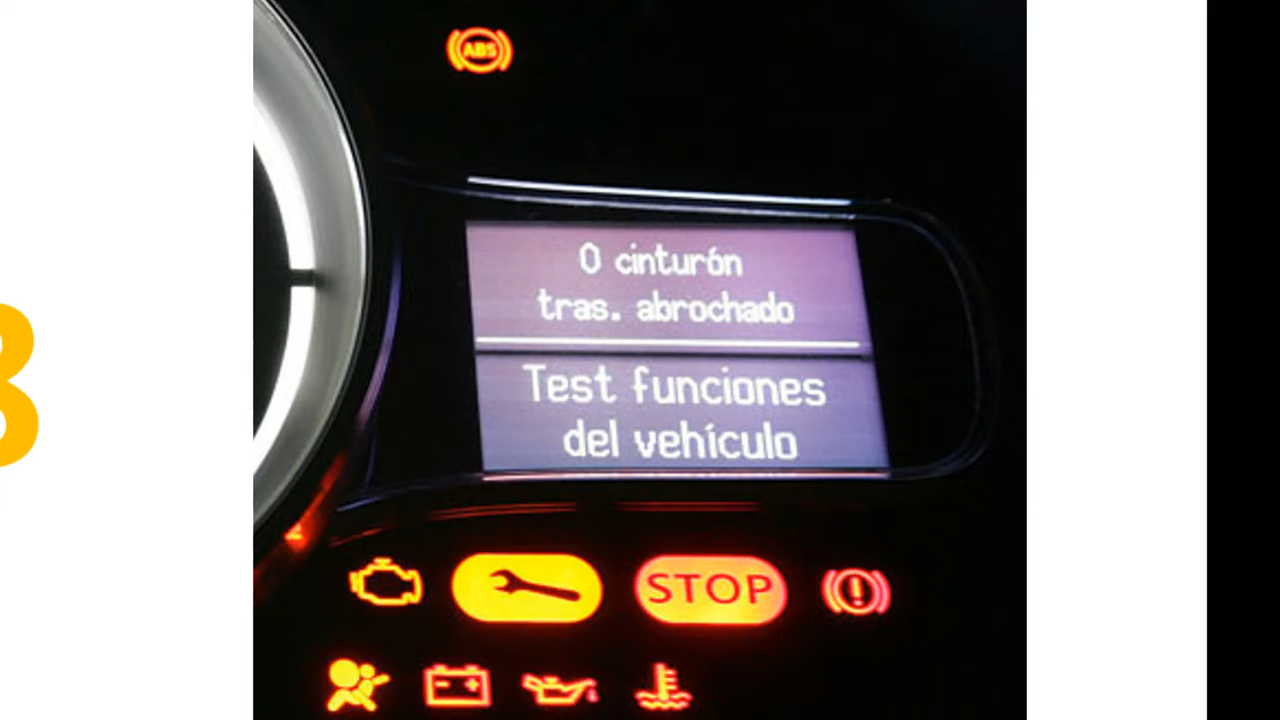 ABS
0 cinturón
tras. abrochado
Test funciones
del vehículo
STOP